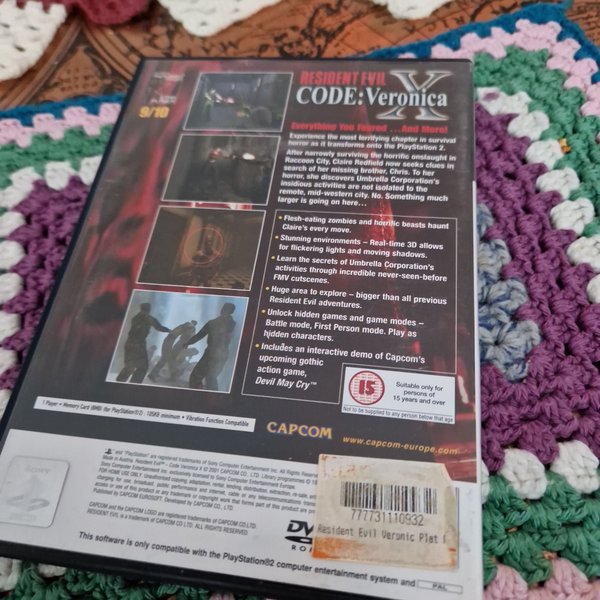 9/10
RESIDENT EVIL
CODE:Veronica X
Everything You Feared ...And More!
Experience the most terrifying chapter in survival
horror as it transforms onto the PlayStation 2.
After narrowly surviving the horrific onslaught in
Raccoon City, Claire Redfield now seeks clues in
search of her missing brother, Chris. To her
horror, she discovers Umbrella Corporation's
insidious activities are not isolated to the
remote, mid-western city. No. Something much
larger is going on...
• Flesh-eating zombies and horrific beasts haunt
Claire's every move.
• Stunning environments – Real-time 3D allows
for flickering lights and moving shadows.
• Learn the secrets of Umbrella Corporation's
activities through incredible never-seen-before
FMV cutscenes.
• Huge area to explore – bigger than all previous
Resident Evil adventures.
• Unlock hidden games and game modes –
Battle mode, First Person mode. Play as
hidden characters.
• Includes an interactive demo of Capcom's
upcoming gothic
action game,
Devil May Cry™
15
Suitable only for
persons of
15 years and over
Not to be supplied to any person below that age
1 Player • Memory Card (8MB) (for PlayStation®2) : 105KB minimum • Vibration Function Compatible
CAPCOM
www.capcom-europe.com
SONY
777731110932
Resident Evil Veronic Plat
CAPCOM and the CAPCOM LOGO are registered trademarks of CAPCOM CO.LTD.
RESIDENT EVIL is a trademark of CAPCOM CO LTD. ALL RIGHTS RESERVED
DV
RO
This software is only compatible with the PlayStation®2 computer entertainment system and
PAL